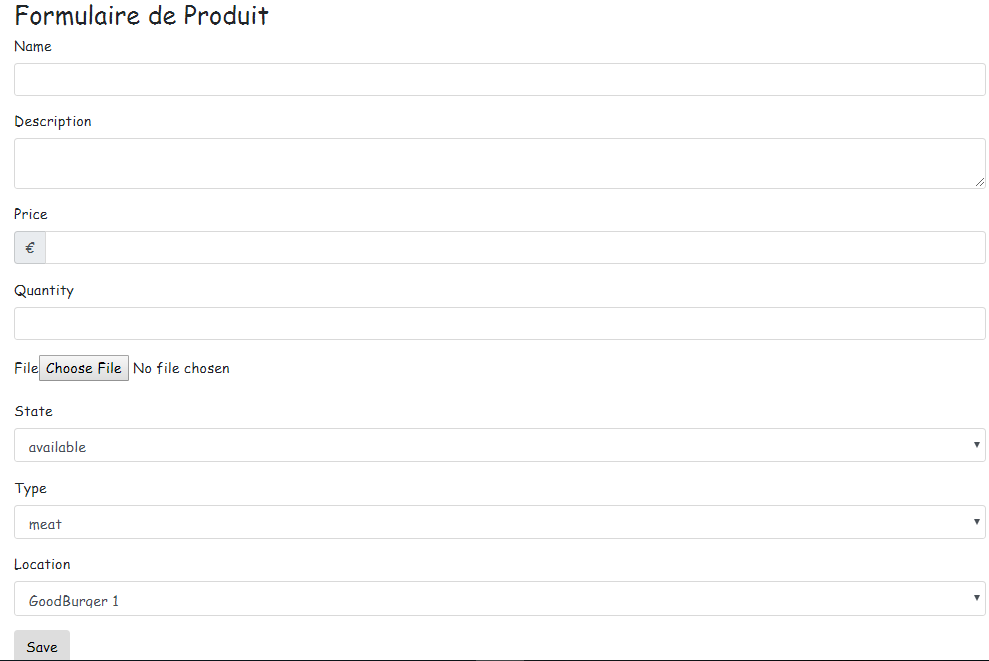 Formulaire de Produit
Name
Description
Price
€
Quantity
File Choose File No file chosen
State
available
Type
meat
Location
GoodBurger 1
Save